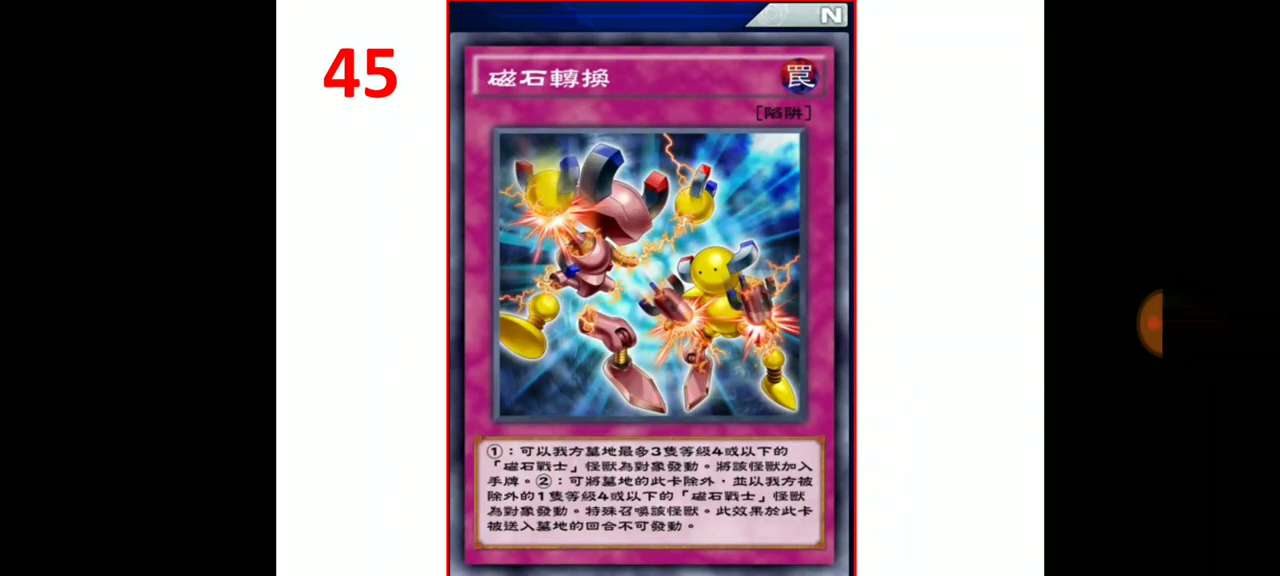 N
45
磁石轉換
罠
[陷阱]
①：可以我方墓地最多3隻等級4或以下的
「磁石戰士」怪獸為對象發動。將該怪獸加入
手牌。②：可將墓地的此卡除外，並以我方被
除外的1隻等級4或以下的「磁石戰士」怪獸
為對象發動。特殊召喚該怪獸。此效果於此卡
被送入墓地的回合不可發動。